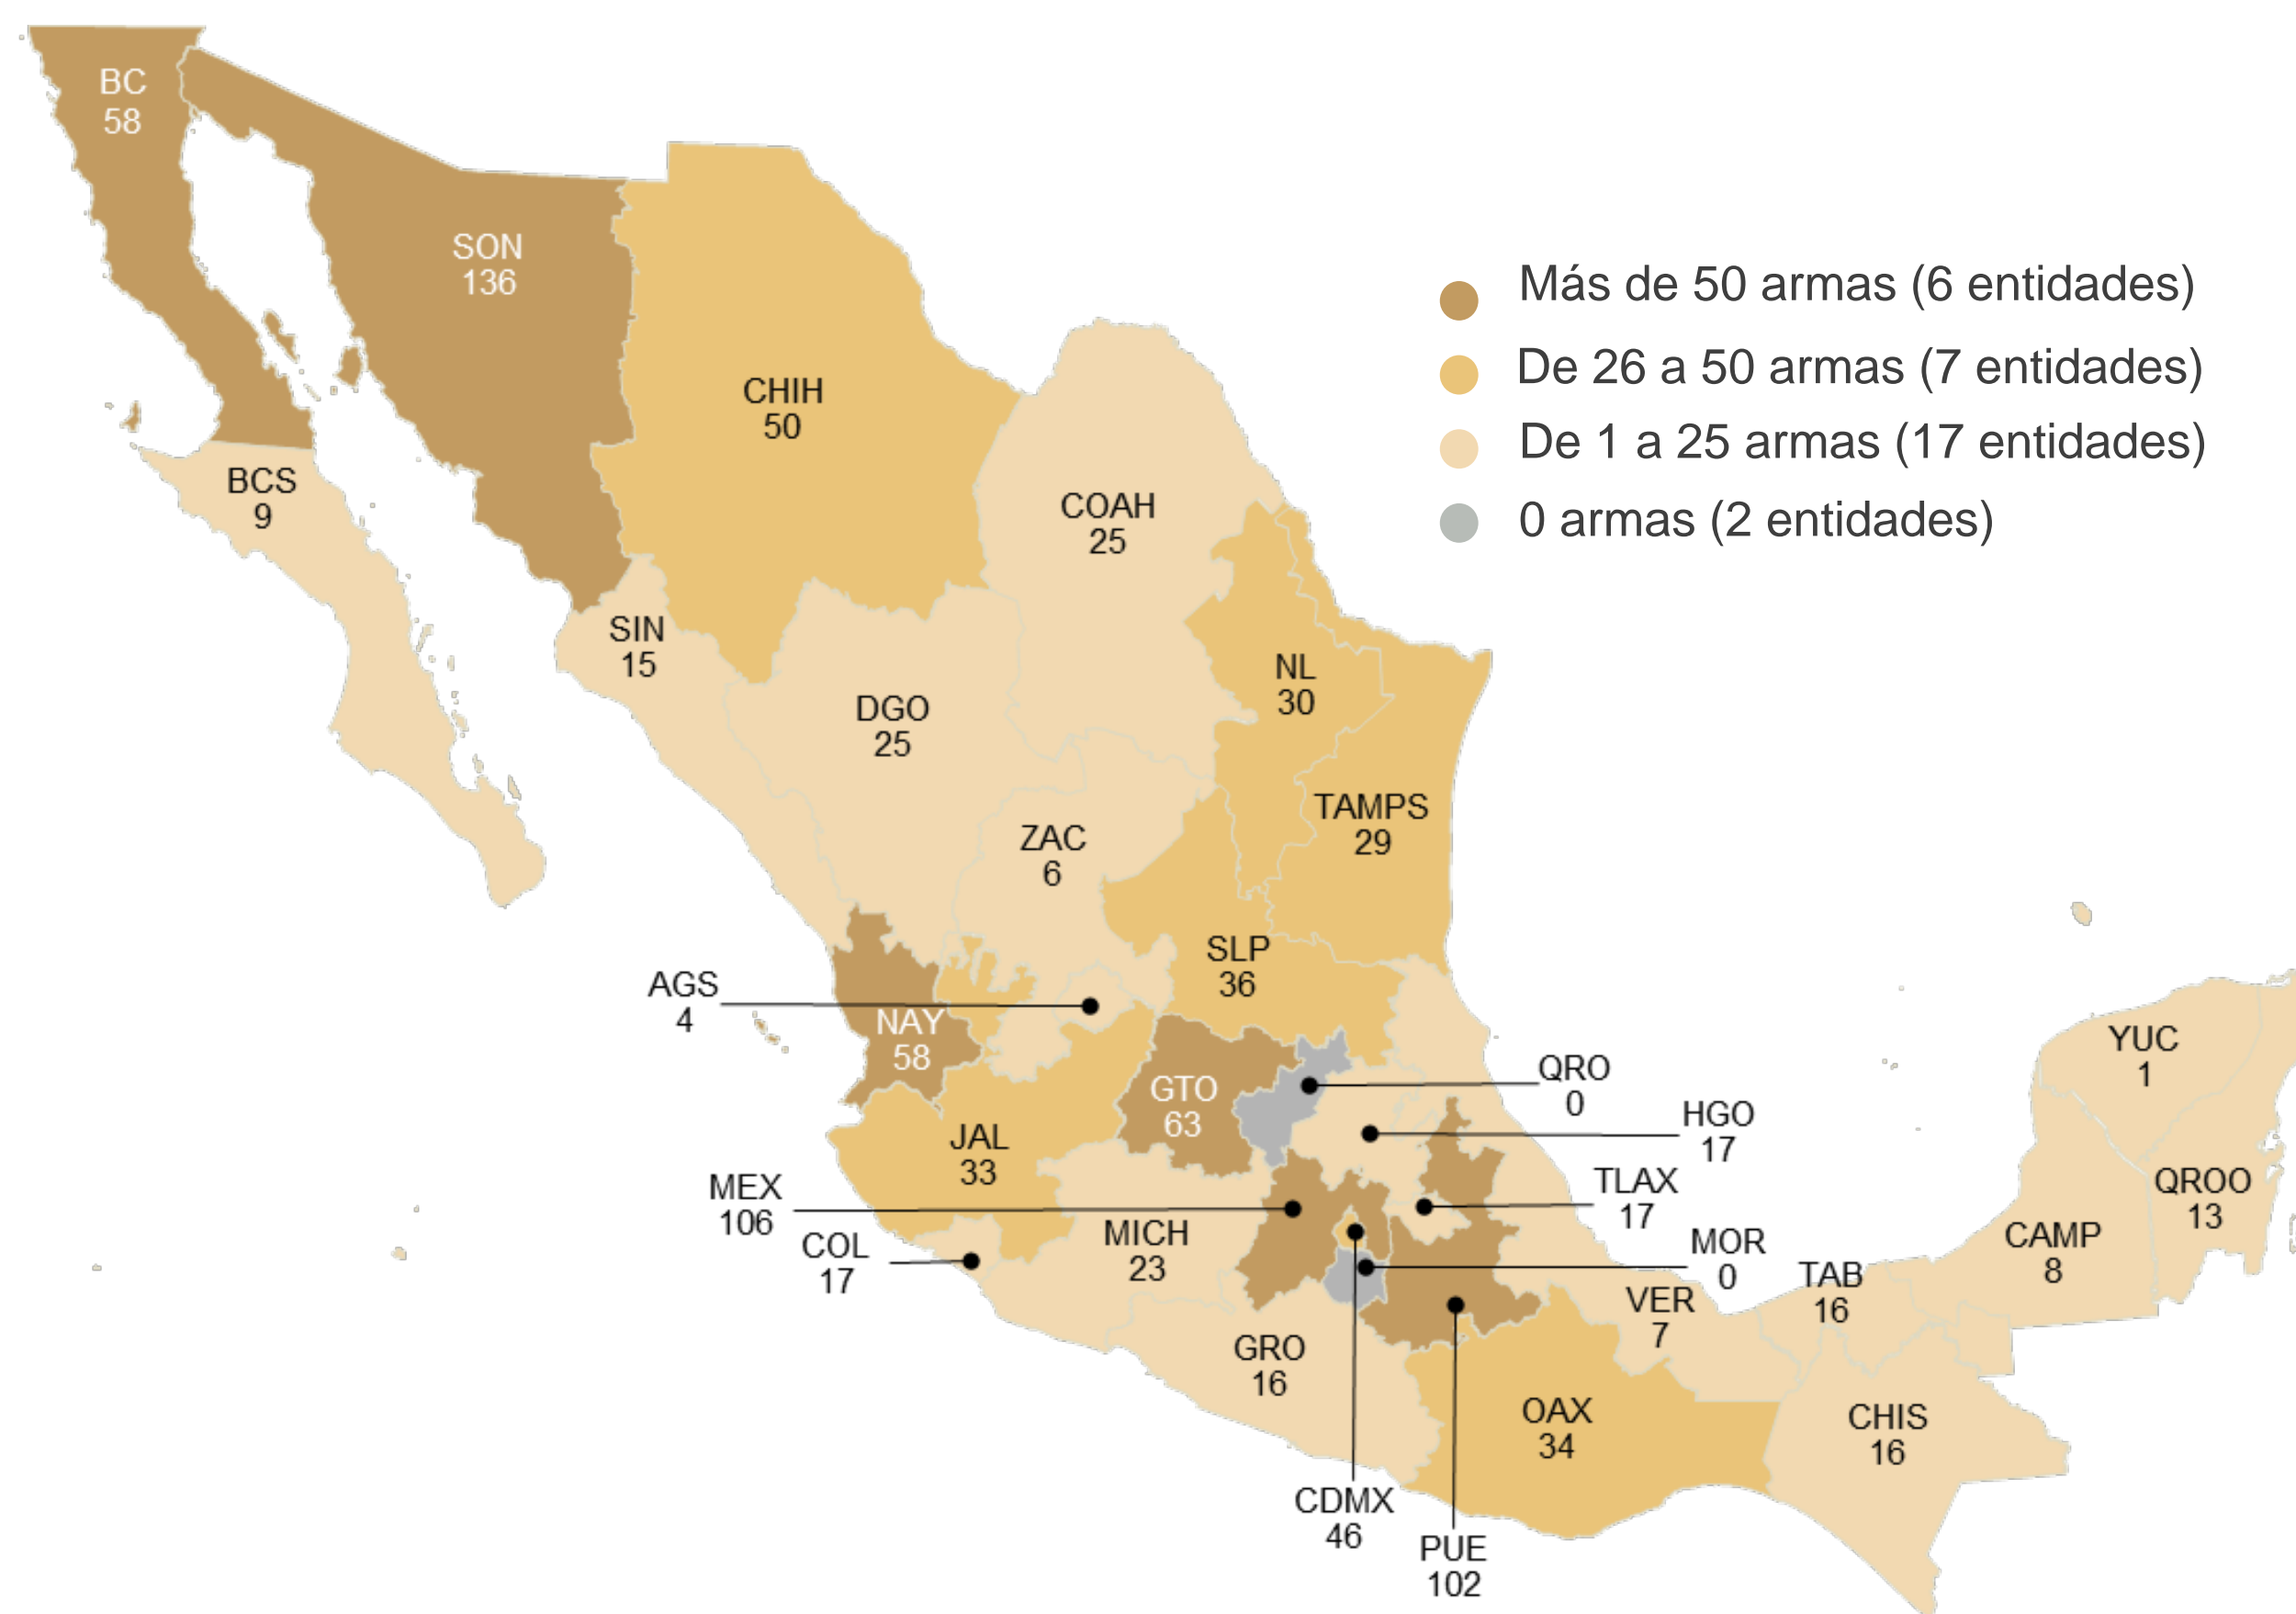 BC
58
SON
136
Más de 50 armas (6 entidades)
De 26 a 50 armas (7 entidades)
De 1 a 25 armas (17 entidades)
0 armas (2 entidades)
CHIH
50
BCS
9
COAH
25
SIN
15
NL
30
DGO
25
TAMPS
29
ZAC
6
SLP
36
AGS
4
NAY
58
YUC
1
GTO
63
QRO
0
HGO
17
JAL
33
MEX
106
TLAX
17
QROO
13
COL
17
MICH
23
MOR
0
CAMP
8
TAB
16
VER
7
GRO
16
OAX
34
CHIS
16
CDMX
46
PUE
102